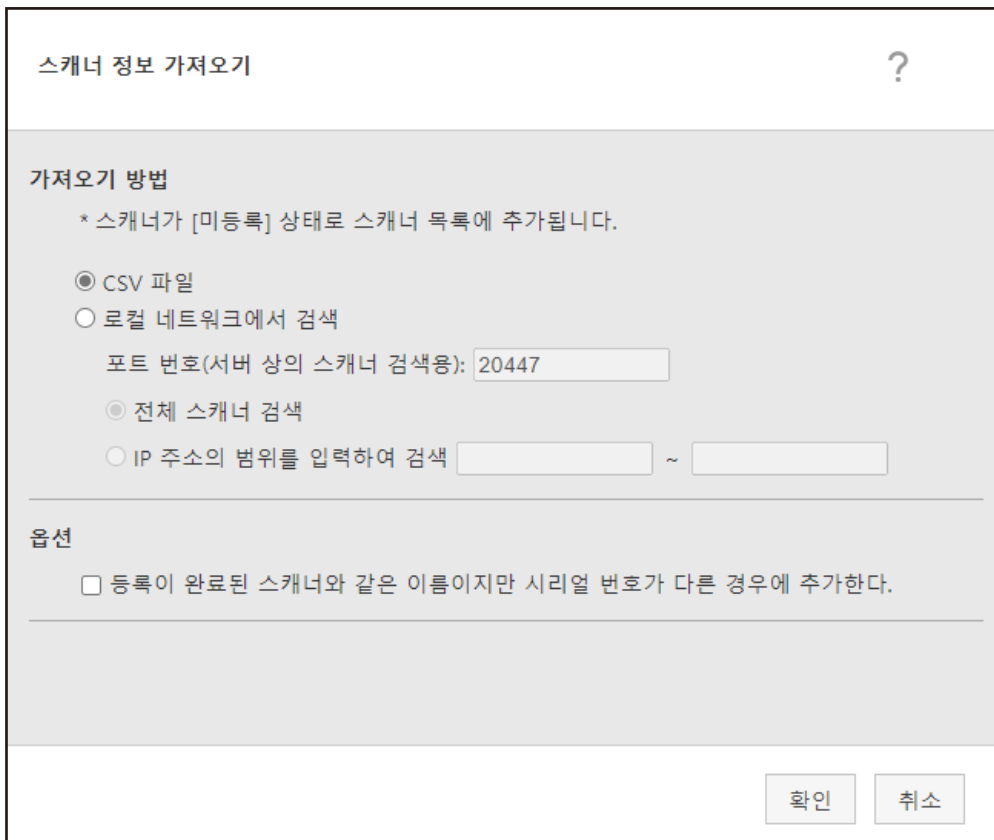 스캐너 정보 가져오기 ?
가져오기 방법
* 스캐너가 [미등록] 상태로 스캐너 목록에 추가됩니다.
CSV 파일
로컬 네트워크에서 검색
포트 번호(서버 상의 스캐너 검색용): 20447
전체 스캐너 검색
IP 주소의 범위를 입력하여 검색 ~
옵션
등록이 완료된 스캐너와 같은 이름이지만 시리얼 번호가 다른 경우에 추가한다.
확인 취소